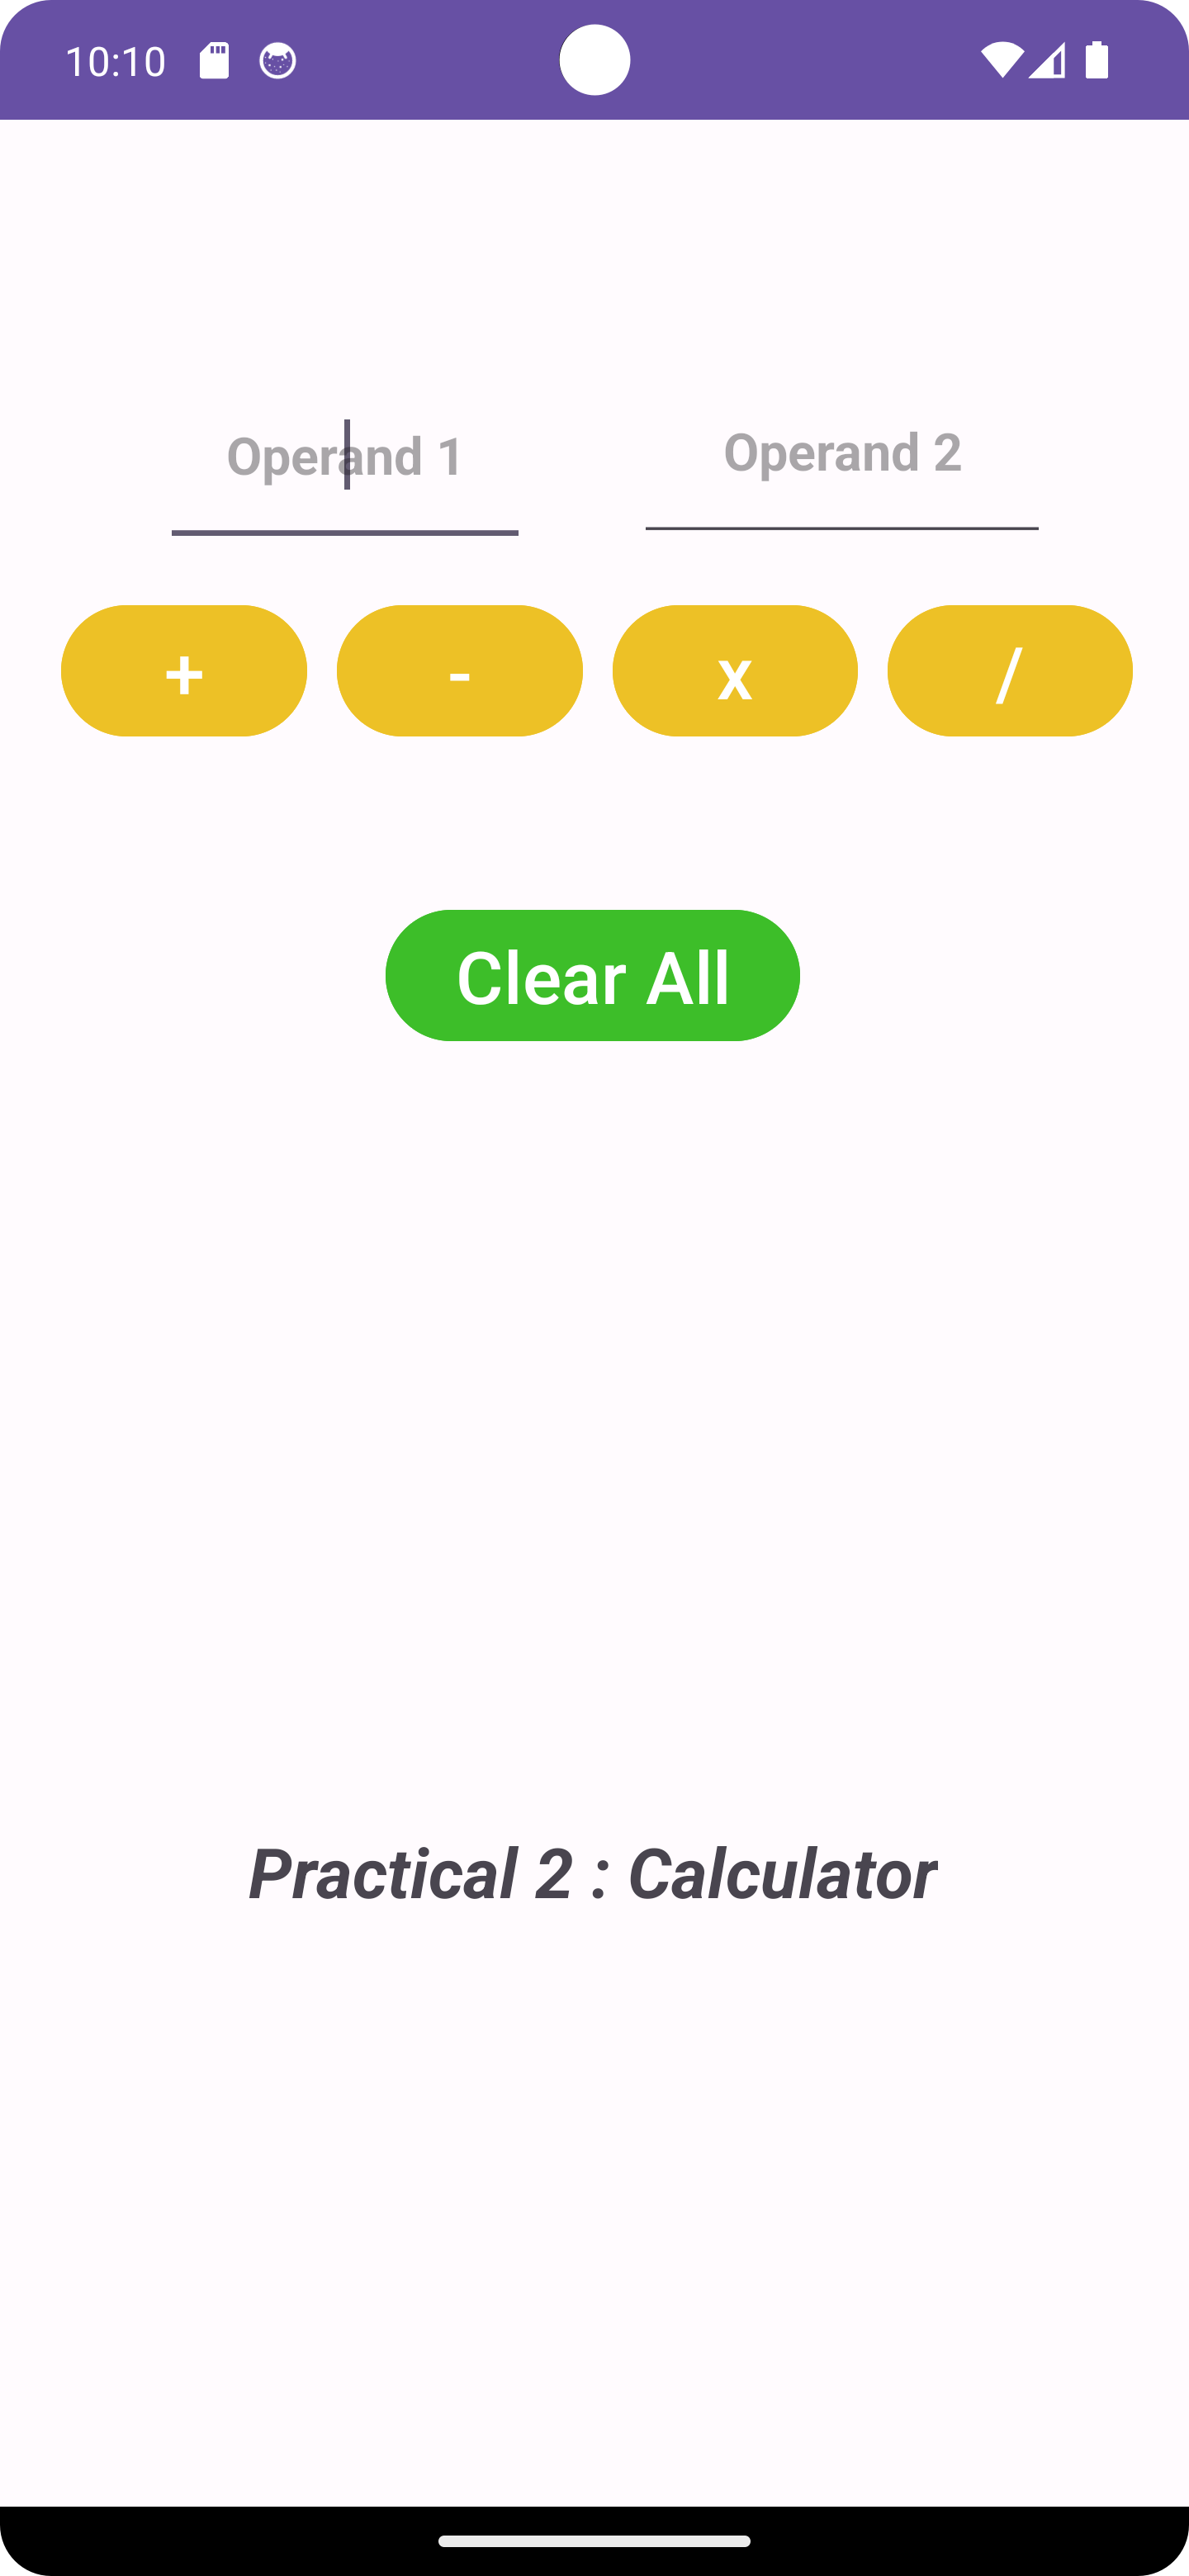 10:10
Operand 1 Operand 2
+ - x /
Clear All
Practical 2 : Calculator